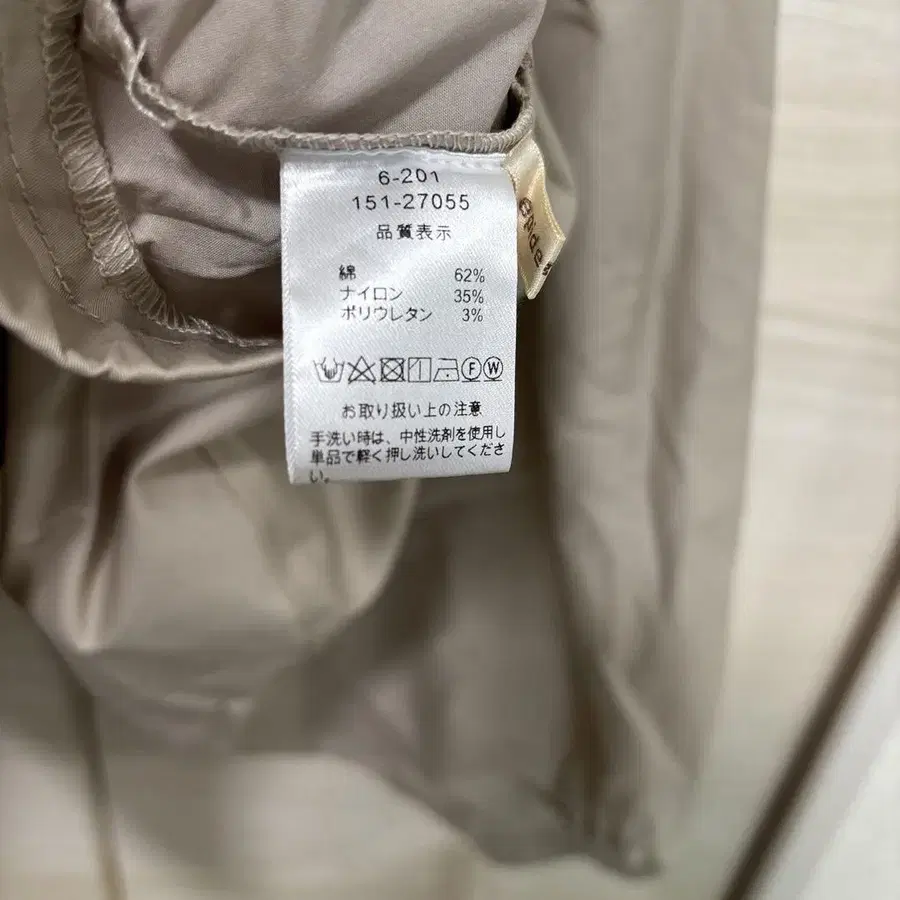 6-201
151-27055
品質表示
綿 62%
ナイロン 35%
ポリウレタン 3%
F W
お取り扱い上の注意
手洗い時は、中性洗剤を使用し
単品で軽く押し洗いしてくださ
い。